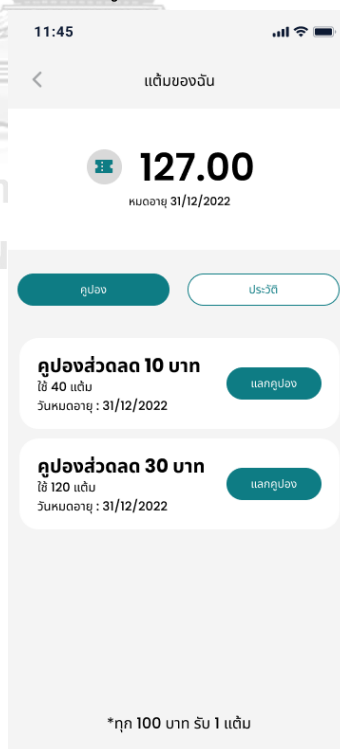 11:45
แต้มของฉัน
127.00
หมดอายุ 31/12/2022
คูปอง
ประวัติ
คูปองส่วนลด 10 บาท
ใช้ 40 แต้ม
วันหมดอายุ : 31/12/2022
แลกคูปอง
คูปองส่วนลด 30 บาท
ใช้ 120 แต้ม
วันหมดอายุ : 31/12/2022
แลกคูปอง
*ทุก 100 บาท รับ 1 แต้ม